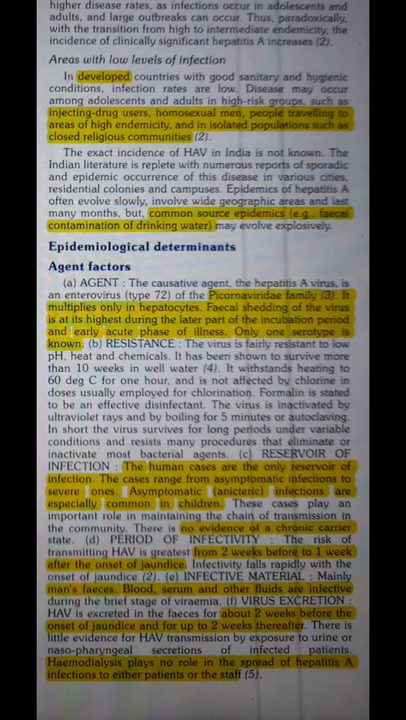 higher disease rates, as infections occur in adolescents and
adults, and large outbreaks can occur. Thus, paradoxically,
with the transition from high to intermediate endemicity, the
incidence of clinically significant hepatitis A increases (2).
Areas with low levels of infection
In developed countries with good sanitary and hygienic
conditions, infection rates are low. Disease may occur
among adolescents and adults in high-risk groups, such as
injecting-drug users, homosexual men, people travelling to
areas of high endemicity, and in isolated populations such as
closed religious communities (2).
The exact incidence of HAV in India is not known. The
Indian literature is replete with numerous reports of sporadic
and epidemic occurrence of this disease in various cities,
residential colonies and campuses. Epidemics of hepatitis A
often evolve slowly, involve wide geographic areas and last
many months, but, common source epidemics (e.g., faecal
contamination of drinking water) may evolve explosively.
Epidemiological determinants
Agent factors
(a) AGENT : The causative agent, the hepatitis A virus, is
an enterovirus (type 72) of the Picornaviridae family (3). It
multiplies only in hepatocytes. Faecal shedding of the virus
is at its highest during the later part of the incubation period
and early acute phase of illness. Only one serotype is
known. (b) RESISTANCE : The virus is fairly resistant to low
pH, heat and chemicals. It has been shown to survive more
than 10 weeks in well water (4). It withstands heating to
60 deg C for one hour, and is not affected by chlorine in
doses usually employed for chlorination. Formalin is stated
to be an effective disinfectant. The virus is inactivated by
ultraviolet rays and by boiling for 5 minutes or autoclaving.
In short the virus survives for long periods under variable
conditions and resists many procedures that eliminate or
inactivate most bacterial agents. (c) RESERVOIR OF
INFECTION : The human cases are the only reservoir of
infection. The cases range from asymptomatic infections to
severe ones. Asymptomatic (anicteric) infections are
especially common in children. These cases play an
important role in maintaining the chain of transmission in
the community. There is no evidence of a chronic carrier
state. (d) PERIOD OF INFECTIVITY : The risk of
transmitting HAV is greatest from 2 weeks before to 1 week
after the onset of jaundice. Infectivity falls rapidly with the
onset of jaundice (2). (e) INFECTIVE MATERIAL : Mainly
man's faeces. Blood, serum and other fluids are infective
during the brief stage of viraemia. (f) VIRUS EXCRETION :
HAV is excreted in the faeces for about 2 weeks before the
onset of jaundice and for up to 2 weeks thereafter. There is
little evidence for HAV transmission by exposure to urine or
naso-pharyngeal secretions of infected patients.
Haemodialysis plays no role in the spread of hepatitis A
infections to either patients or the staff (5).